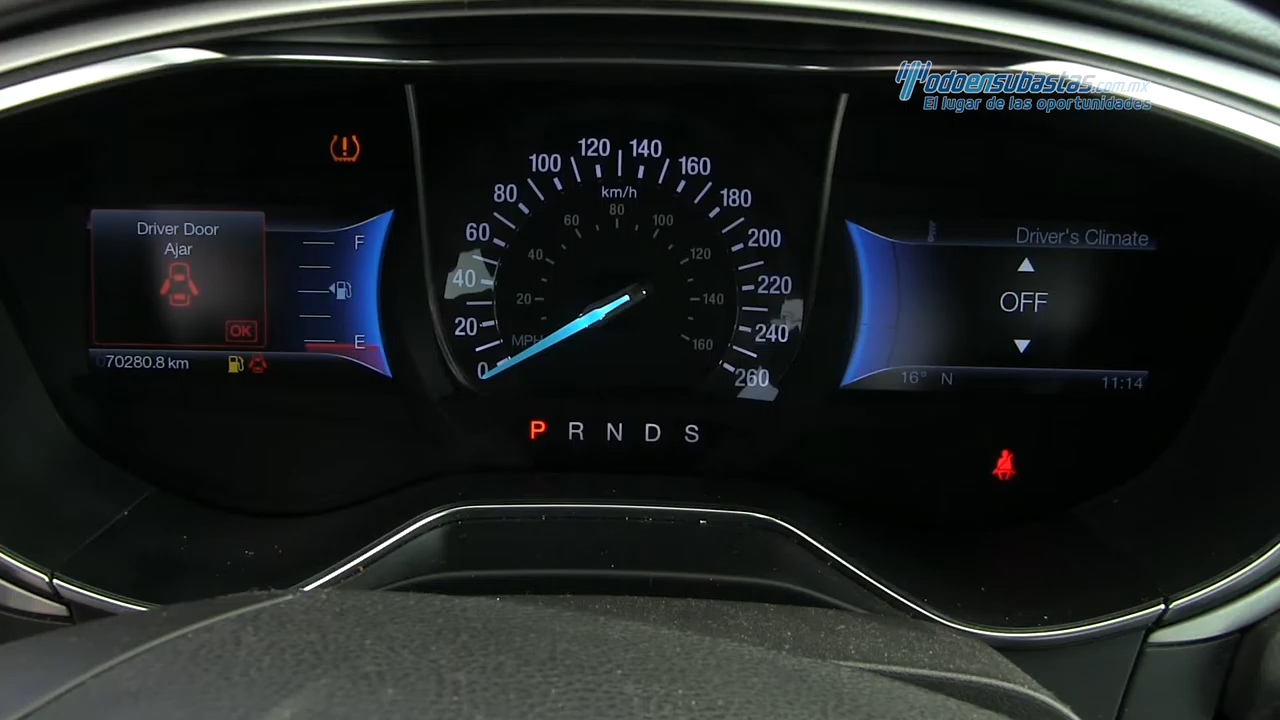 Todoensubastas.com.mx
El lugar de las oportunidades
Driver Door
Ajar
OK
F
E
70280.8 km
0
20
40
60
80
100
120
140
160
180
200
220
240
260
km/h
20
40
60
80
100
120
140
160
MPH
P R N D S
Driver's Climate
OFF
16° N
11:14